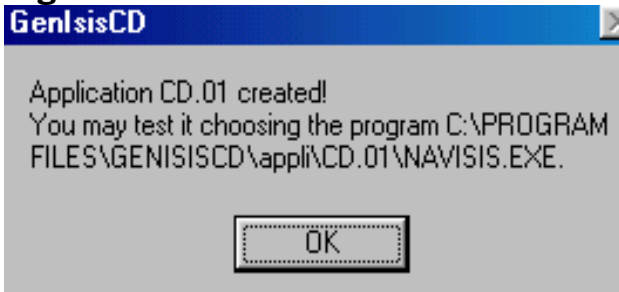 GenIsisCD
Application CD.01 created!
You may test it choosing the program C:\PROGRAM
FILES\GENISISCD\appli\CD.01\NAVISIS.EXE.
OK